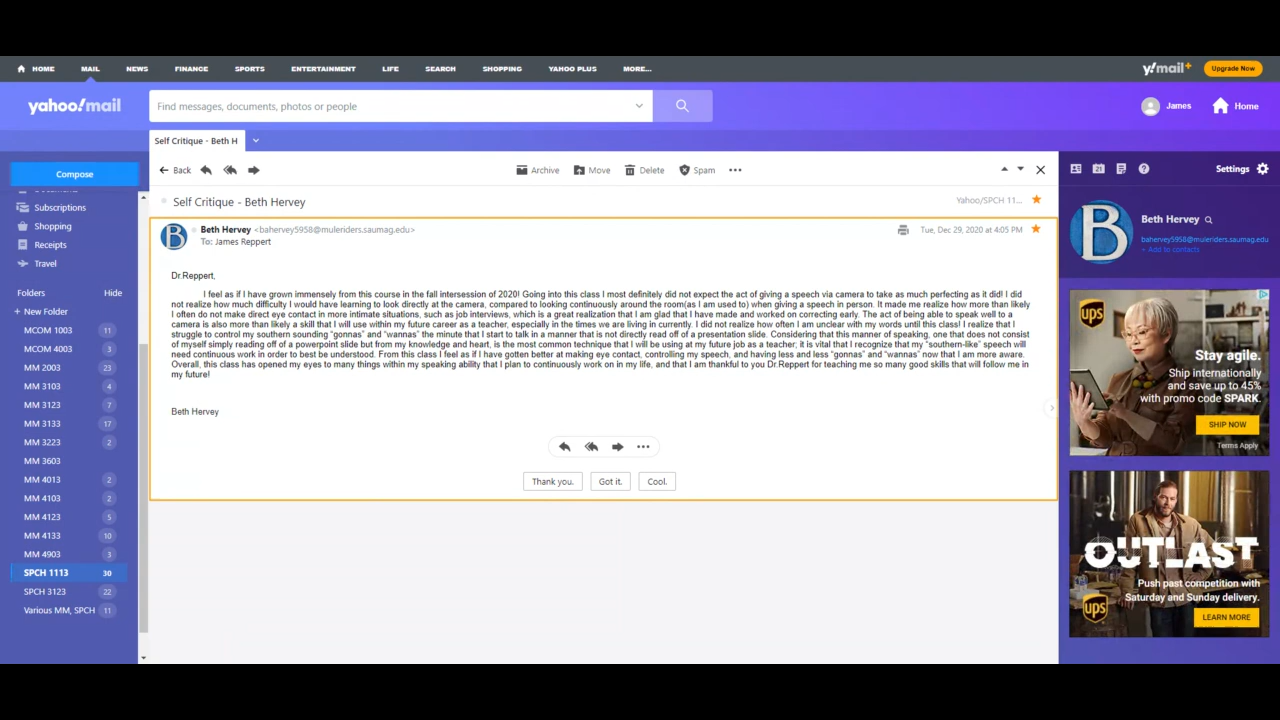 HOME MAIL NEWS FINANCE SPORTS ENTERTAINMENT LIFE SEARCH SHOPPING YAHOO PLUS MORE... y!mail+ Upgrade Now
yahoo!mail Find messages, documents, photos or people James Home
Self Critique - Beth H
Compose
Back Archive Move Delete Spam ••• Settings
Subscriptions
Shopping
Receipts
Travel
Folders Hide
+ New Folder
MCOM 1003 11
MCOM 4003 3
MM 2003 23
MM 3103 4
MM 3123 7
MM 3133 17
MM 3223 2
MM 3603
MM 4013 2
MM 4103 2
MM 4123 5
MM 4133 10
MM 4903 3
SPCH 1113 30
SPCH 3123 22
Various MM, SPCH 11
Self Critique - Beth Hervey Yahoo/SPCH 11...
Beth Hervey <bahervey5958@muleriders.saumag.edu> Tue, Dec 29, 2020 at 4:05 PM
To: James Reppert
Dr.Reppert,
I feel as if I have grown immensely from this course in the fall intersession of 2020! Going into this class I most definitely did not expect the act of giving a speech via camera to take as much perfecting as it did! I did
not realize how much difficulty I would have learning to look directly at the camera, compared to looking continuously around the room(as I am used to) when giving a speech in person. It made me realize how more than likely
I often do not make direct eye contact in more intimate situations, such as job interviews, which is a great realization that I am glad that I have made and worked on correcting early. The act of being able to speak well to a
camera is also more than likely a skill that I will use within my future career as a teacher, especially in the times we are living in currently. I did not realize how often I am unclear with my words until this class! I realize that I
struggle to control my southern sounding “gonnas” and “wannas” the minute that I start to talk in a manner that is not directly read off of a presentation slide. Considering that this manner of speaking, one that does not consist
of myself simply reading off of a powerpoint slide but from my knowledge and heart, is the most common technique that I will be using at my future job as a teacher; it is vital that I recognize that my “southern-like” speech will
need continuous work in order to best be understood. From this class I feel as if I have gotten better at making eye contact, controlling my speech, and having less and less “gonnas” and “wannas” now that I am more aware.
Overall, this class has opened my eyes to many things within my speaking ability that I plan to continuously work on in my life, and that I am thankful to you Dr.Reppert for teaching me so many good skills that will follow me in
my future!
Beth Hervey
Thank you. Got it. Cool.
B
Beth Hervey
bahervey5958@muleriders.saumag.edu
+ Add to contacts
ups
Stay agile.
Ship internationally
and save up to 45%
with promo code SPARK.
SHIP NOW
Terms Apply
OUTLAST
Push past competition with
Saturday and Sunday delivery.
ups LEARN MORE